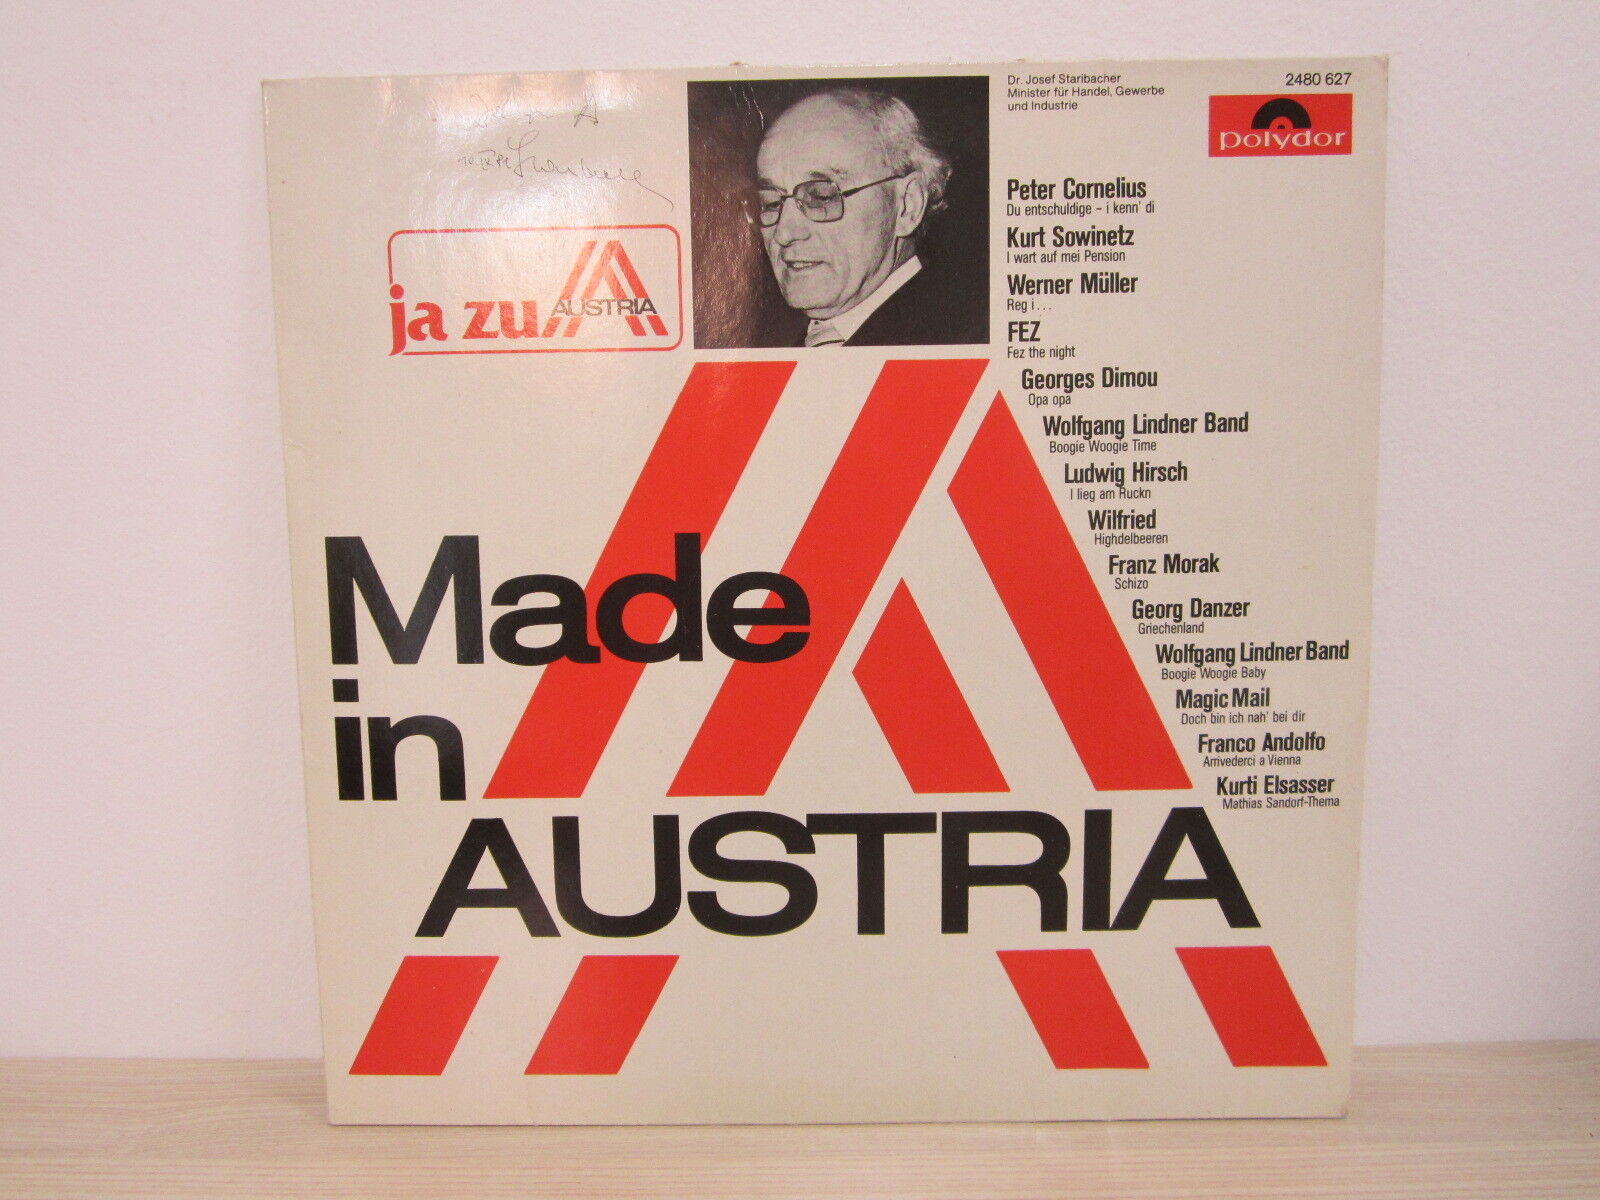 Dr. Josef Staribacher
Minister für Handel, Gewerbe
und Industrie
2480 627
polydor
ja zu AUSTRIA
Peter Cornelius
Du entschuldige – i kenn' di
Kurt Sowinetz
I wart auf mei Pension
Werner Müller
Reg i...
FEZ
Fez the night
Georges Dimou
Opa opa
Wolfgang Lindner Band
Boogie Woogie Time
Ludwig Hirsch
I lieg am Ruckn
Wilfried
Highdelbeeren
Franz Morak
Schizo
Georg Danzer
Griechenland
Wolfgang Lindner Band
Boogie Woogie Baby
Magic Mail
Doch bin ich nah' bei dir
Franco Andolfo
Arrivederci a Vienna
Kurti Elsasser
Mathias Sandorf-Thema
Made
in
AUSTRIA